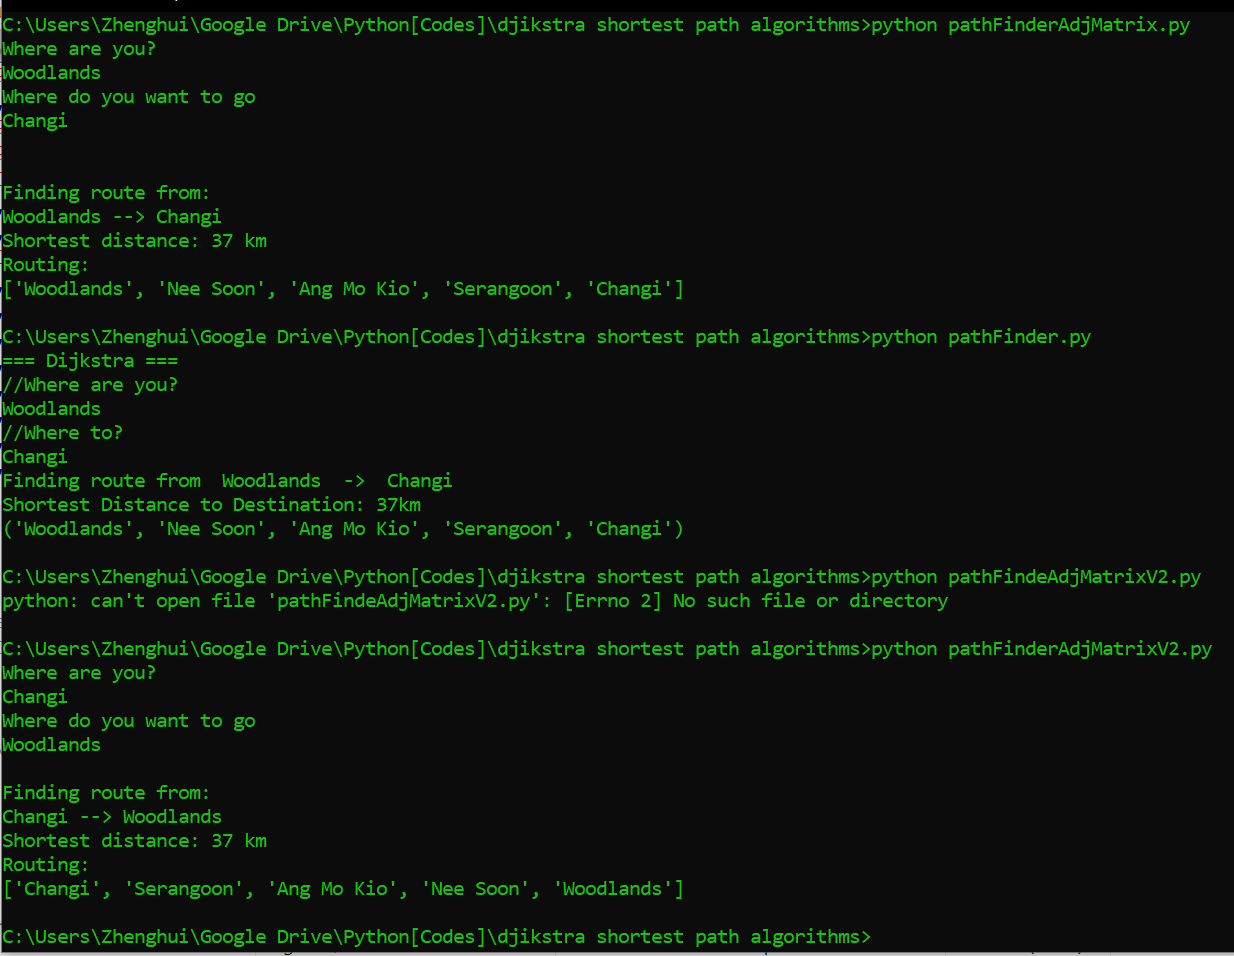 C:\Users\Zhenghui\Google Drive\Python[Codes]\djikstra shortest path algorithms>python pathFinderAdjMatrix.py
Where are you?
Woodlands
Where do you want to go
Changi
Finding route from:
Woodlands --> Changi
Shortest distance: 37 km
Routing:
['Woodlands', 'Nee Soon', 'Ang Mo Kio', 'Serangoon', 'Changi']
C:\Users\Zhenghui\Google Drive\Python[Codes]\djikstra shortest path algorithms>python pathFinder.py
=== Dijkstra ===
//Where are you?
Woodlands
//Where to?
Changi
Finding route from  Woodlands  ->  Changi
Shortest Distance to Destination: 37km
('Woodlands', 'Nee Soon', 'Ang Mo Kio', 'Serangoon', 'Changi')
C:\Users\Zhenghui\Google Drive\Python[Codes]\djikstra shortest path algorithms>python pathFindeAdjMatrixV2.py
python: can't open file 'pathFindeAdjMatrixV2.py': [Errno 2] No such file or directory
C:\Users\Zhenghui\Google Drive\Python[Codes]\djikstra shortest path algorithms>python pathFinderAdjMatrixV2.py
Where are you?
Changi
Where do you want to go
Woodlands
Finding route from:
Changi --> Woodlands
Shortest distance: 37 km
Routing:
['Changi', 'Serangoon', 'Ang Mo Kio', 'Nee Soon', 'Woodlands']
C:\Users\Zhenghui\Google Drive\Python[Codes]\djikstra shortest path algorithms>